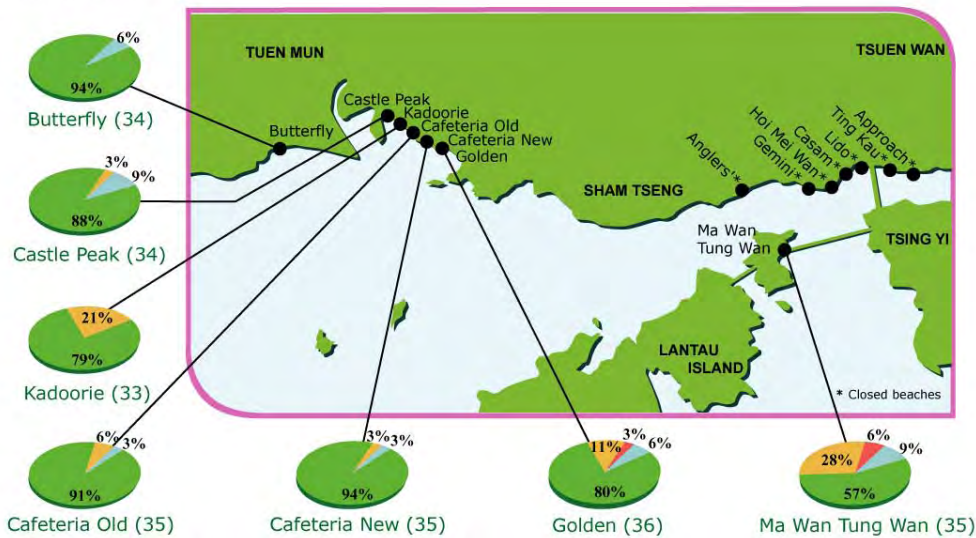 6%
94%
Butterfly (34)
3%
9%
88%
Castle Peak (34)
21%
79%
Kadoorie (33)
6%
3%
91%
Cafeteria Old (35)
3%
3%
94%
Cafeteria New (35)
11%
3%
6%
80%
Golden (36)
28%
6%
9%
57%
Ma Wan Tung Wan (35)
TUEN MUN
TSUEN WAN
Butterfly
Castle Peak
Kadoorie
Cafeteria Old
Cafeteria New
Golden
SHAM TSENG
Anglers'*
Gemini*
Hoi Mei Wan*
Casam*
Lido*
Ting Kau*
Approach*
Ma Wan
Tung Wan
TSING YI
LANTAU
ISLAND
* Closed beaches